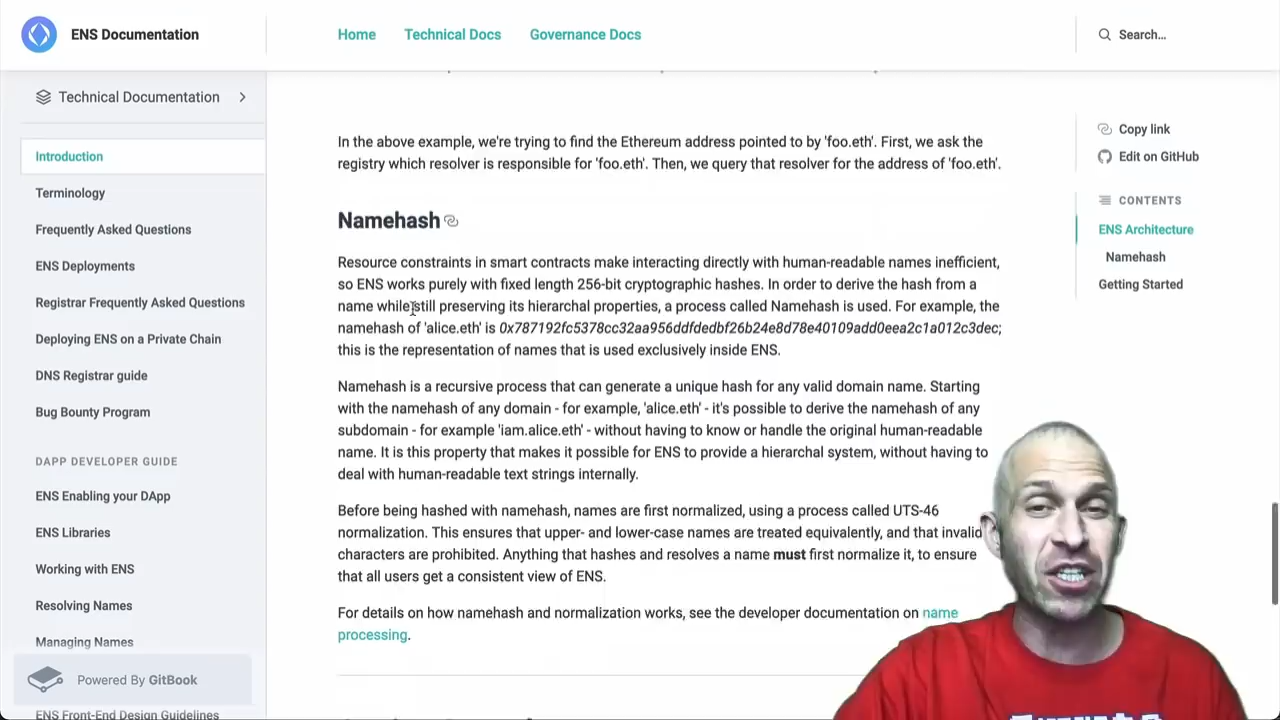 ENS Documentation
Home
Technical Docs
Governance Docs
Search...
Technical Documentation
Introduction
Terminology
Frequently Asked Questions
ENS Deployments
Registrar Frequently Asked Questions
Deploying ENS on a Private Chain
DNS Registrar guide
Bug Bounty Program
DAPP DEVELOPER GUIDE
ENS Enabling your DApp
ENS Libraries
Working with ENS
Resolving Names
Managing Names
Powered By GitBook
ENS Front-End Design Guidelines
In the above example, we're trying to find the Ethereum address pointed to by 'foo.eth'. First, we ask the
registry which resolver is responsible for 'foo.eth'. Then, we query that resolver for the address of 'foo.eth'.
Namehash
Resource constraints in smart contracts make interacting directly with human-readable names inefficient,
so ENS works purely with fixed length 256-bit cryptographic hashes. In order to derive the hash from a
name while still preserving its hierarchal properties, a process called Namehash is used. For example, the
namehash of 'alice.eth' is 0x787192fc5378cc32aa956ddfdedbf26b24e8d78e40109add0eea2c1a012c3dec;
this is the representation of names that is used exclusively inside ENS.
Namehash is a recursive process that can generate a unique hash for any valid domain name. Starting
with the namehash of any domain - for example, 'alice.eth' - it's possible to derive the namehash of any
subdomain - for example 'iam.alice.eth' - without having to know or handle the original human-readable
name. It is this property that makes it possible for ENS to provide a hierarchal system, without having to
deal with human-readable text strings internally.
Before being hashed with namehash, names are first normalized, using a process called UTS-46
normalization. This ensures that upper- and lower-case names are treated equivalently, and that invalid
characters are prohibited. Anything that hashes and resolves a name must first normalize it, to ensure
that all users get a consistent view of ENS.
For details on how namehash and normalization works, see the developer documentation on name
processing.
Copy link
Edit on GitHub
CONTENTS
ENS Architecture
Namehash
Getting Started